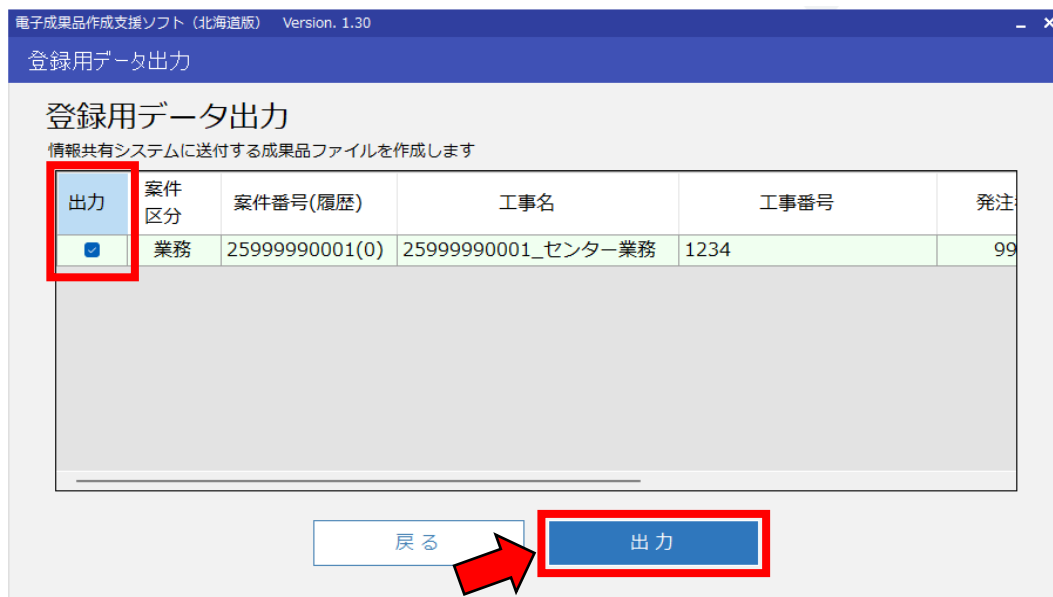 電子成果品作成支援ソフト（北海道版） Version. 1.30
登録用データ出力
登録用データ出力
情報共有システムに送付する成果品ファイルを作成します
出力 案件区分 案件番号(履歴) 工事名 工事番号 発注
業務 25999990001(0) 25999990001_センター業務 1234 99
戻る 出力